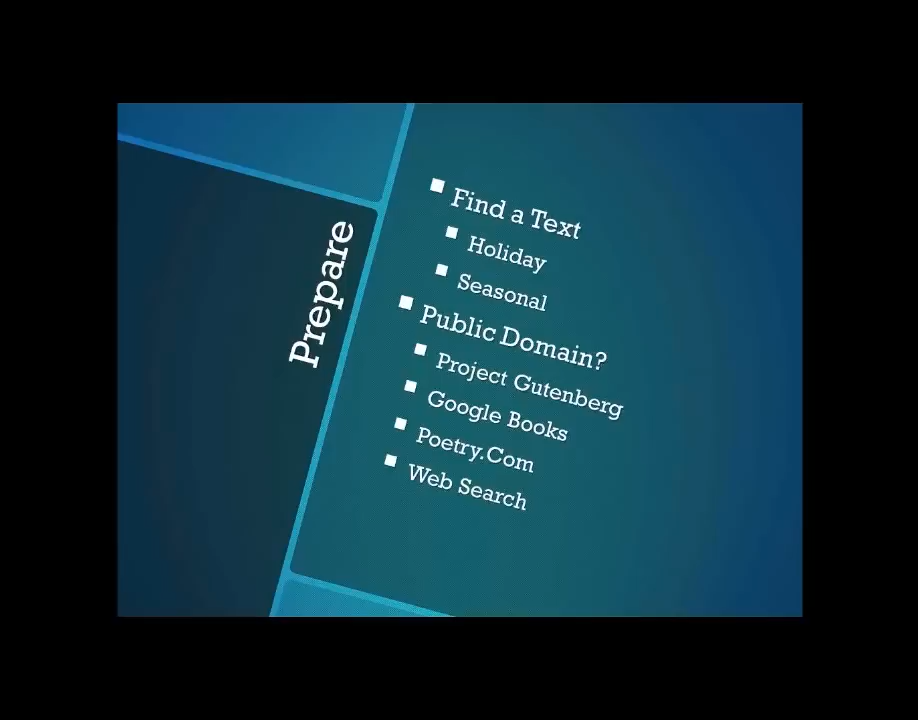 Prepare
Find a Text
Holiday
Seasonal
Public Domain?
Project Gutenberg
Google Books
Poetry.Com
Web Search